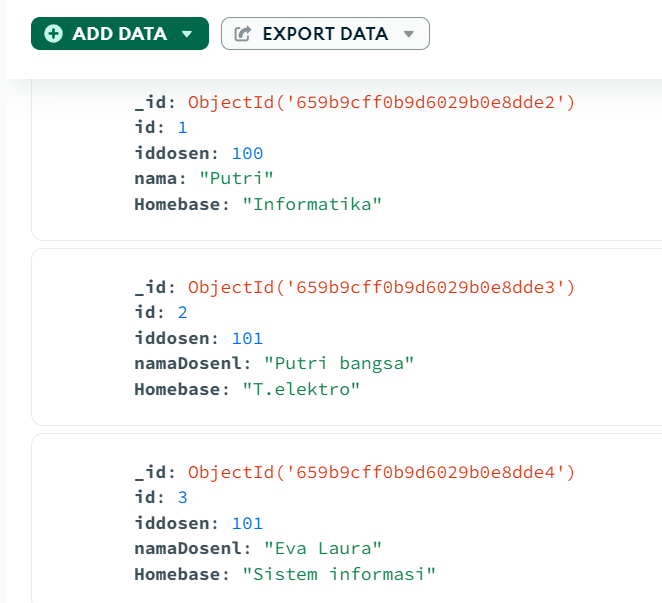 ADD DATA
EXPORT DATA
_id: ObjectId('659b9cff0b9d6029b0e8dde2')
id: 1
iddosen: 100
nama: "Putri"
Homebase: "Informatika"
_id: ObjectId('659b9cff0b9d6029b0e8dde3')
id: 2
iddosen: 101
namaDosenl: "Putri bangsa"
Homebase: "T.elektro"
_id: ObjectId('659b9cff0b9d6029b0e8dde4')
id: 3
iddosen: 101
namaDosenl: "Eva Laura"
Homebase: "Sistem informasi"